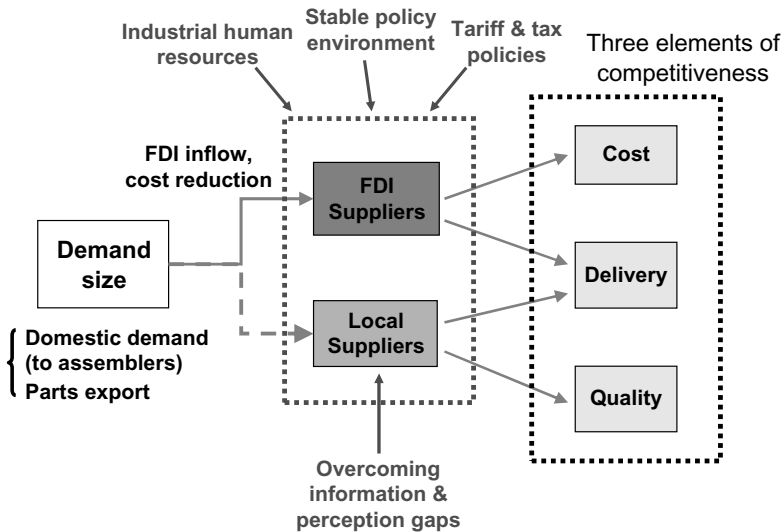 Industrial human
resources
Stable policy
environment
Tariff & tax
policies
Three elements of
competitiveness
FDI inflow,
cost reduction
FDI
Suppliers
Cost
Demand
size
Delivery
Local
Suppliers
Domestic demand
(to assemblers)
Parts export
Quality
Overcoming
information &
perception gaps